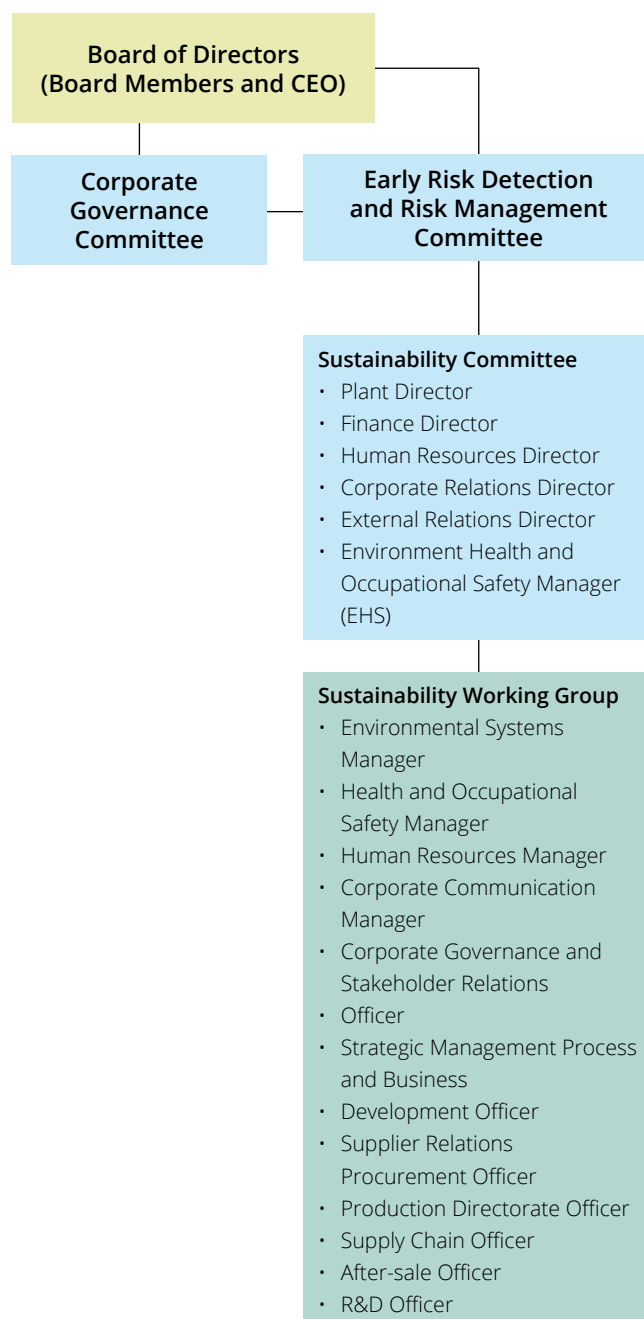 Board of Directors
(Board Members and CEO)
Corporate
Governance
Committee
Early Risk Detection
and Risk Management
Committee
Sustainability Committee
• Plant Director
• Finance Director
• Human Resources Director
• Corporate Relations Director
• External Relations Director
• Environment Health and
Occupational Safety Manager
(EHS)
Sustainability Working Group
• Environmental Systems
Manager
• Health and Occupational
Safety Manager
• Human Resources Manager
• Corporate Communication
Manager
• Corporate Governance and
Stakeholder Relations
• Officer
• Strategic Management Process
and Business
• Development Officer
• Supplier Relations
Procurement Officer
• Production Directorate Officer
• Supply Chain Officer
• After-sale Officer
• R&D Officer